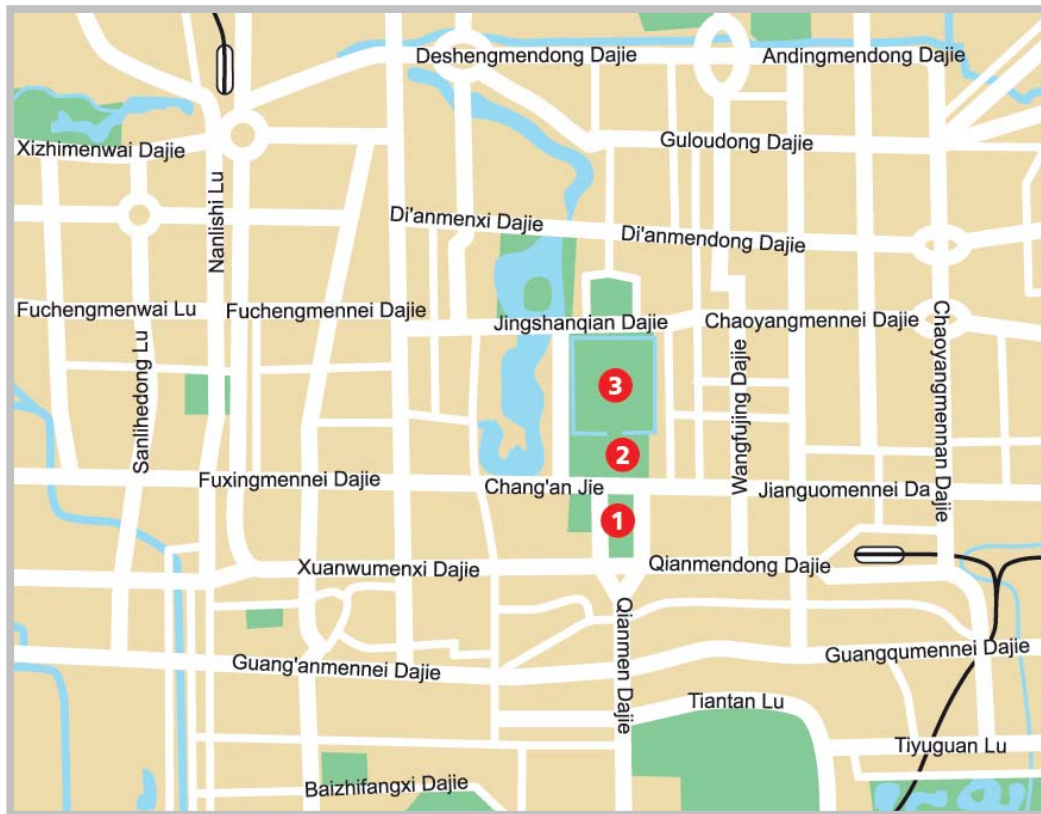 Deshengmendong Dajie
Andingmendong Dajie
Xizhimenwai Dajie
Guloudong Dajie
Nanlishi Lu
Di'anmenxi Dajie
Di'anmendong Dajie
Fuchengmenwai Lu
Fuchengmennei Dajie
Jingshanqian Dajie
Chaoyangmennei Dajie
Chaoyangmennan Dajie
Sanlihedong Lu
Wangfujing Dajie
3
2
Fuxingmennei Dajie
Chang'an Jie
Jianguomennei Da
1
Xuanwumenxi Dajie
Qianmendong Dajie
Qianmen Dajie
Guang'anmennei Dajie
Guangqumennei Dajie
Tiantan Lu
Tiyuguan Lu
Baizhifangxi Dajie